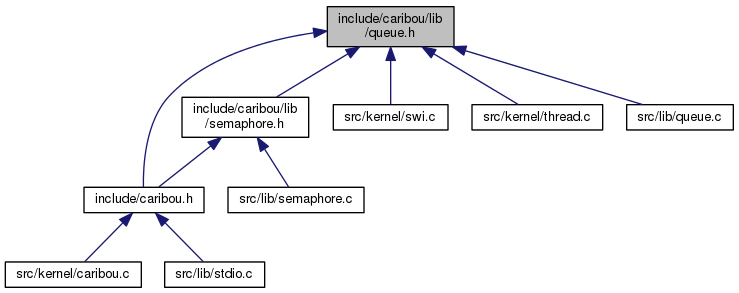 include/caribou/lib
/queue.h
include/caribou/lib
/semaphore.h
src/kernel/swi.c
src/kernel/thread.c
src/lib/queue.c
include/caribou.h
src/lib/semaphore.c
src/kernel/caribou.c
src/lib/stdio.c